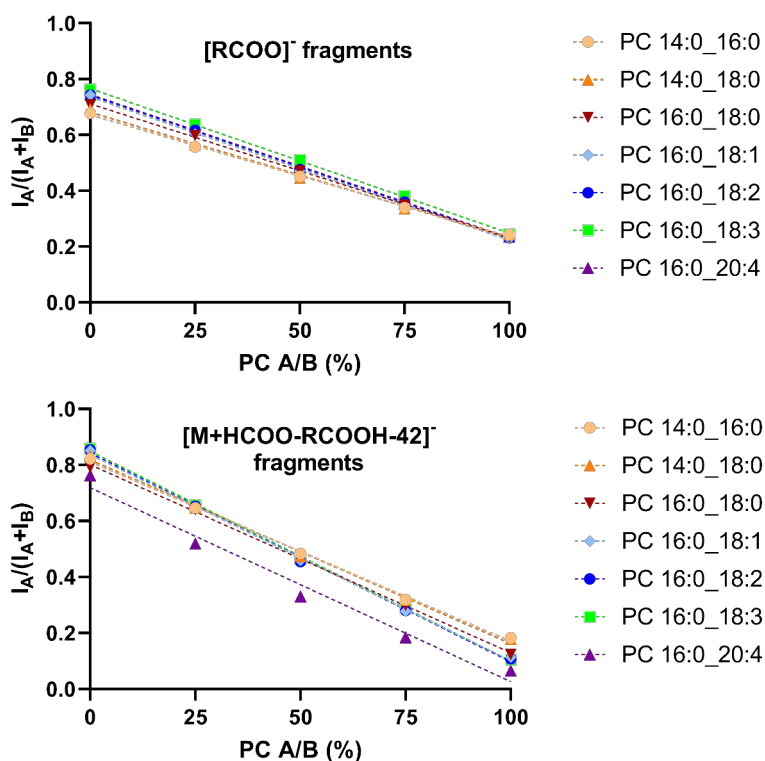 [RCOO]⁻ fragments
I_A/(I_A+I_B)
1.0
0.8
0.6
0.4
0.2
0.0
0 25 50 75 100
PC A/B (%)
PC 14:0_16:0
PC 14:0_18:0
PC 16:0_18:0
PC 16:0_18:1
PC 16:0_18:2
PC 16:0_18:3
PC 16:0_20:4
[M+HCOO-RCOOH-42]⁻
fragments
I_A/(I_A+I_B)
1.0
0.8
0.6
0.4
0.2
0.0
0 25 50 75 100
PC A/B (%)
PC 14:0_16:0
PC 14:0_18:0
PC 16:0_18:0
PC 16:0_18:1
PC 16:0_18:2
PC 16:0_18:3
PC 16:0_20:4